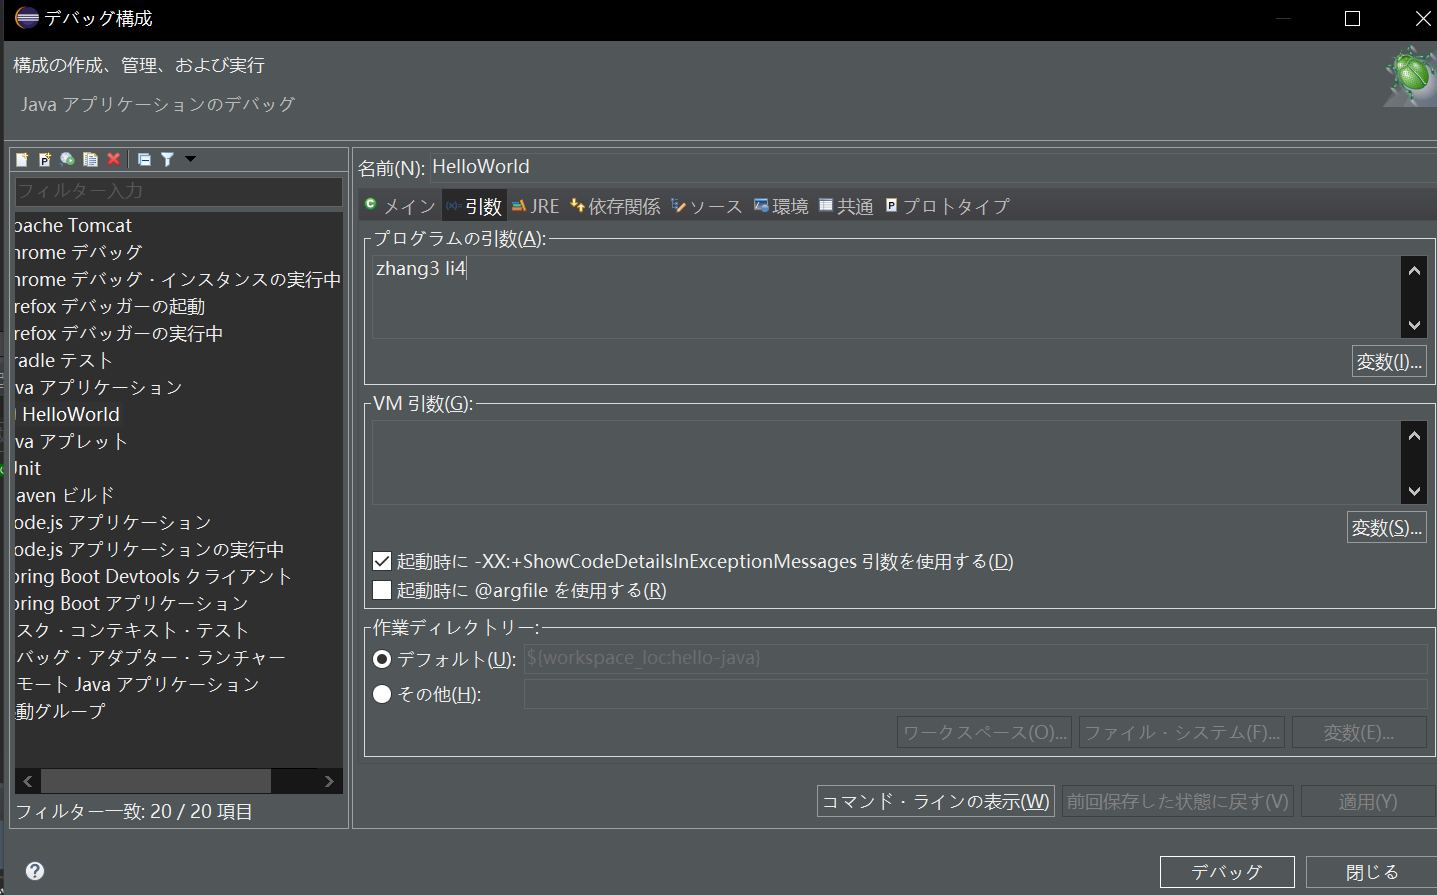 デバッグ構成
構成の作成、管理、および実行
Java アプリケーションのデバッグ
フィルター入力
pache Tomcat
hrome デバッグ
hrome デバッグ・インスタンスの実行中
refox デバッガーの起動
refox デバッガーの実行中
radle テスト
va アプリケーション
HelloWorld
va アプレット
Unit
aven ビルド
ode.js アプリケーション
ode.js アプリケーションの実行中
pring Boot Devtools クライアント
pring Boot アプリケーション
スク・コンテキスト・テスト
バッグ・アダプター・ランチャー
モート Java アプリケーション
動グループ
フィルター一致: 20 / 20 項目
名前(N): HelloWorld
メイン 引数 JRE 依存関係 ソース 環境 共通 プロトタイプ
プログラムの引数(A):
zhang3 li4
変数(I)...
VM 引数(G):
変数(S)...
起動時に -XX:+ShowCodeDetailsInExceptionMessages 引数を使用する(D)
起動時に @argfile を使用する(R)
作業ディレクトリー:
デフォルト(U): ${workspace_loc:hello-java}
その他(H):
ワークスペース(O)... ファイル・システム(F)... 変数(E)...
コマンド・ラインの表示(W) 前回保存した状態に戻す(V) 適用(Y)
デバッグ 閉じる